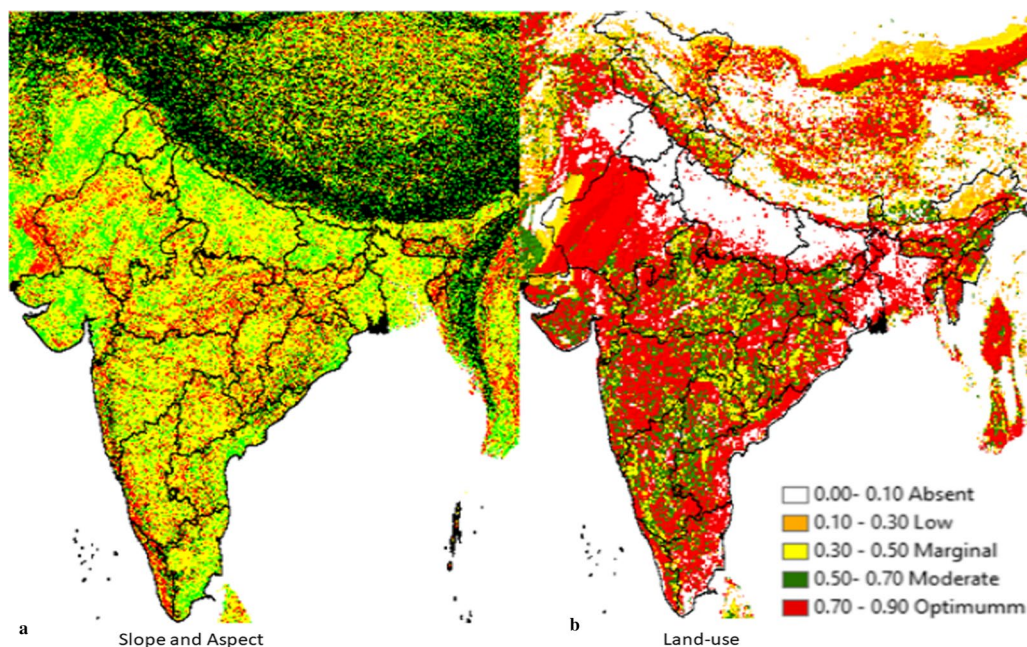 0.00- 0.10 Absent
0.10 - 0.30 Low
0.30 - 0.50 Marginal
0.50- 0.70 Moderate
0.70 - 0.90 Optimumm
a
Slope and Aspect
b
Land-use